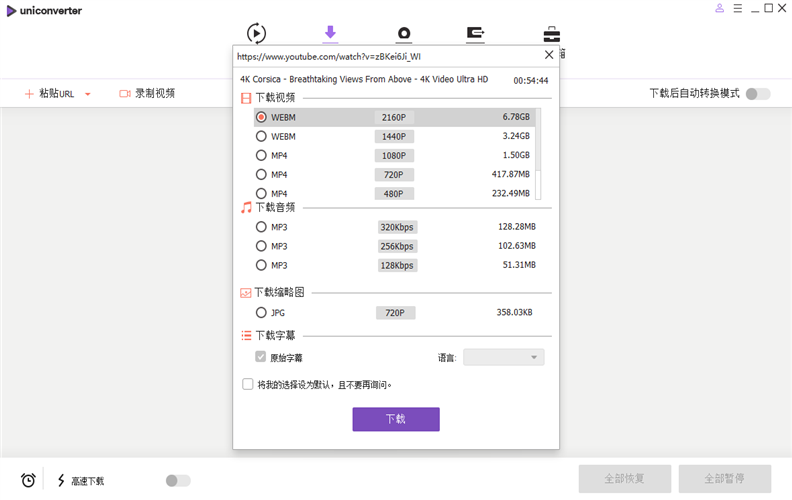 uniconverter
https://www.youtube.com/watch?v=zBKei6Ji_WI
4K Corsica - Breathtaking Views From Above - 4K Video Ultra HD 00:54:44
粘贴URL 录制视频 下载后自动转换模式
下载视频
WEBM 2160P 6.78GB
WEBM 1440P 3.24GB
MP4 1080P 1.50GB
MP4 720P 417.87MB
MP4 480P 232.49MB
下载音频
MP3 320Kbps 128.28MB
MP3 256Kbps 102.63MB
MP3 128Kbps 51.31MB
下载缩略图
JPG 720P 358.03KB
下载字幕
原始字幕 语言:
将我的选择设为默认，且不要再询问。
下载
高速下载 全部恢复 全部暂停